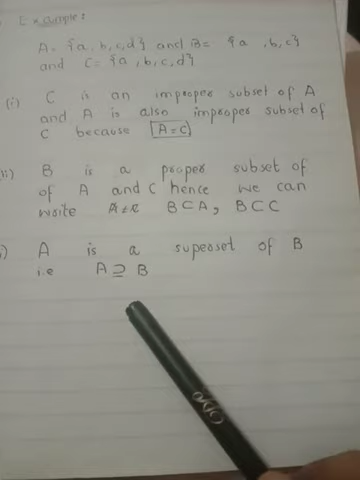 Example:
A = {a, b, c, d} and B = {a, b, c}
and C = {a, b, c, d}
(i) C is an improper subset of A
and A is also improper subset of
C because A = C
ii) B is a proper subset of
of A and C hence we can
write B ⊂ A, B ⊂ C
) A is a superset of B
i.e A ⊇ B